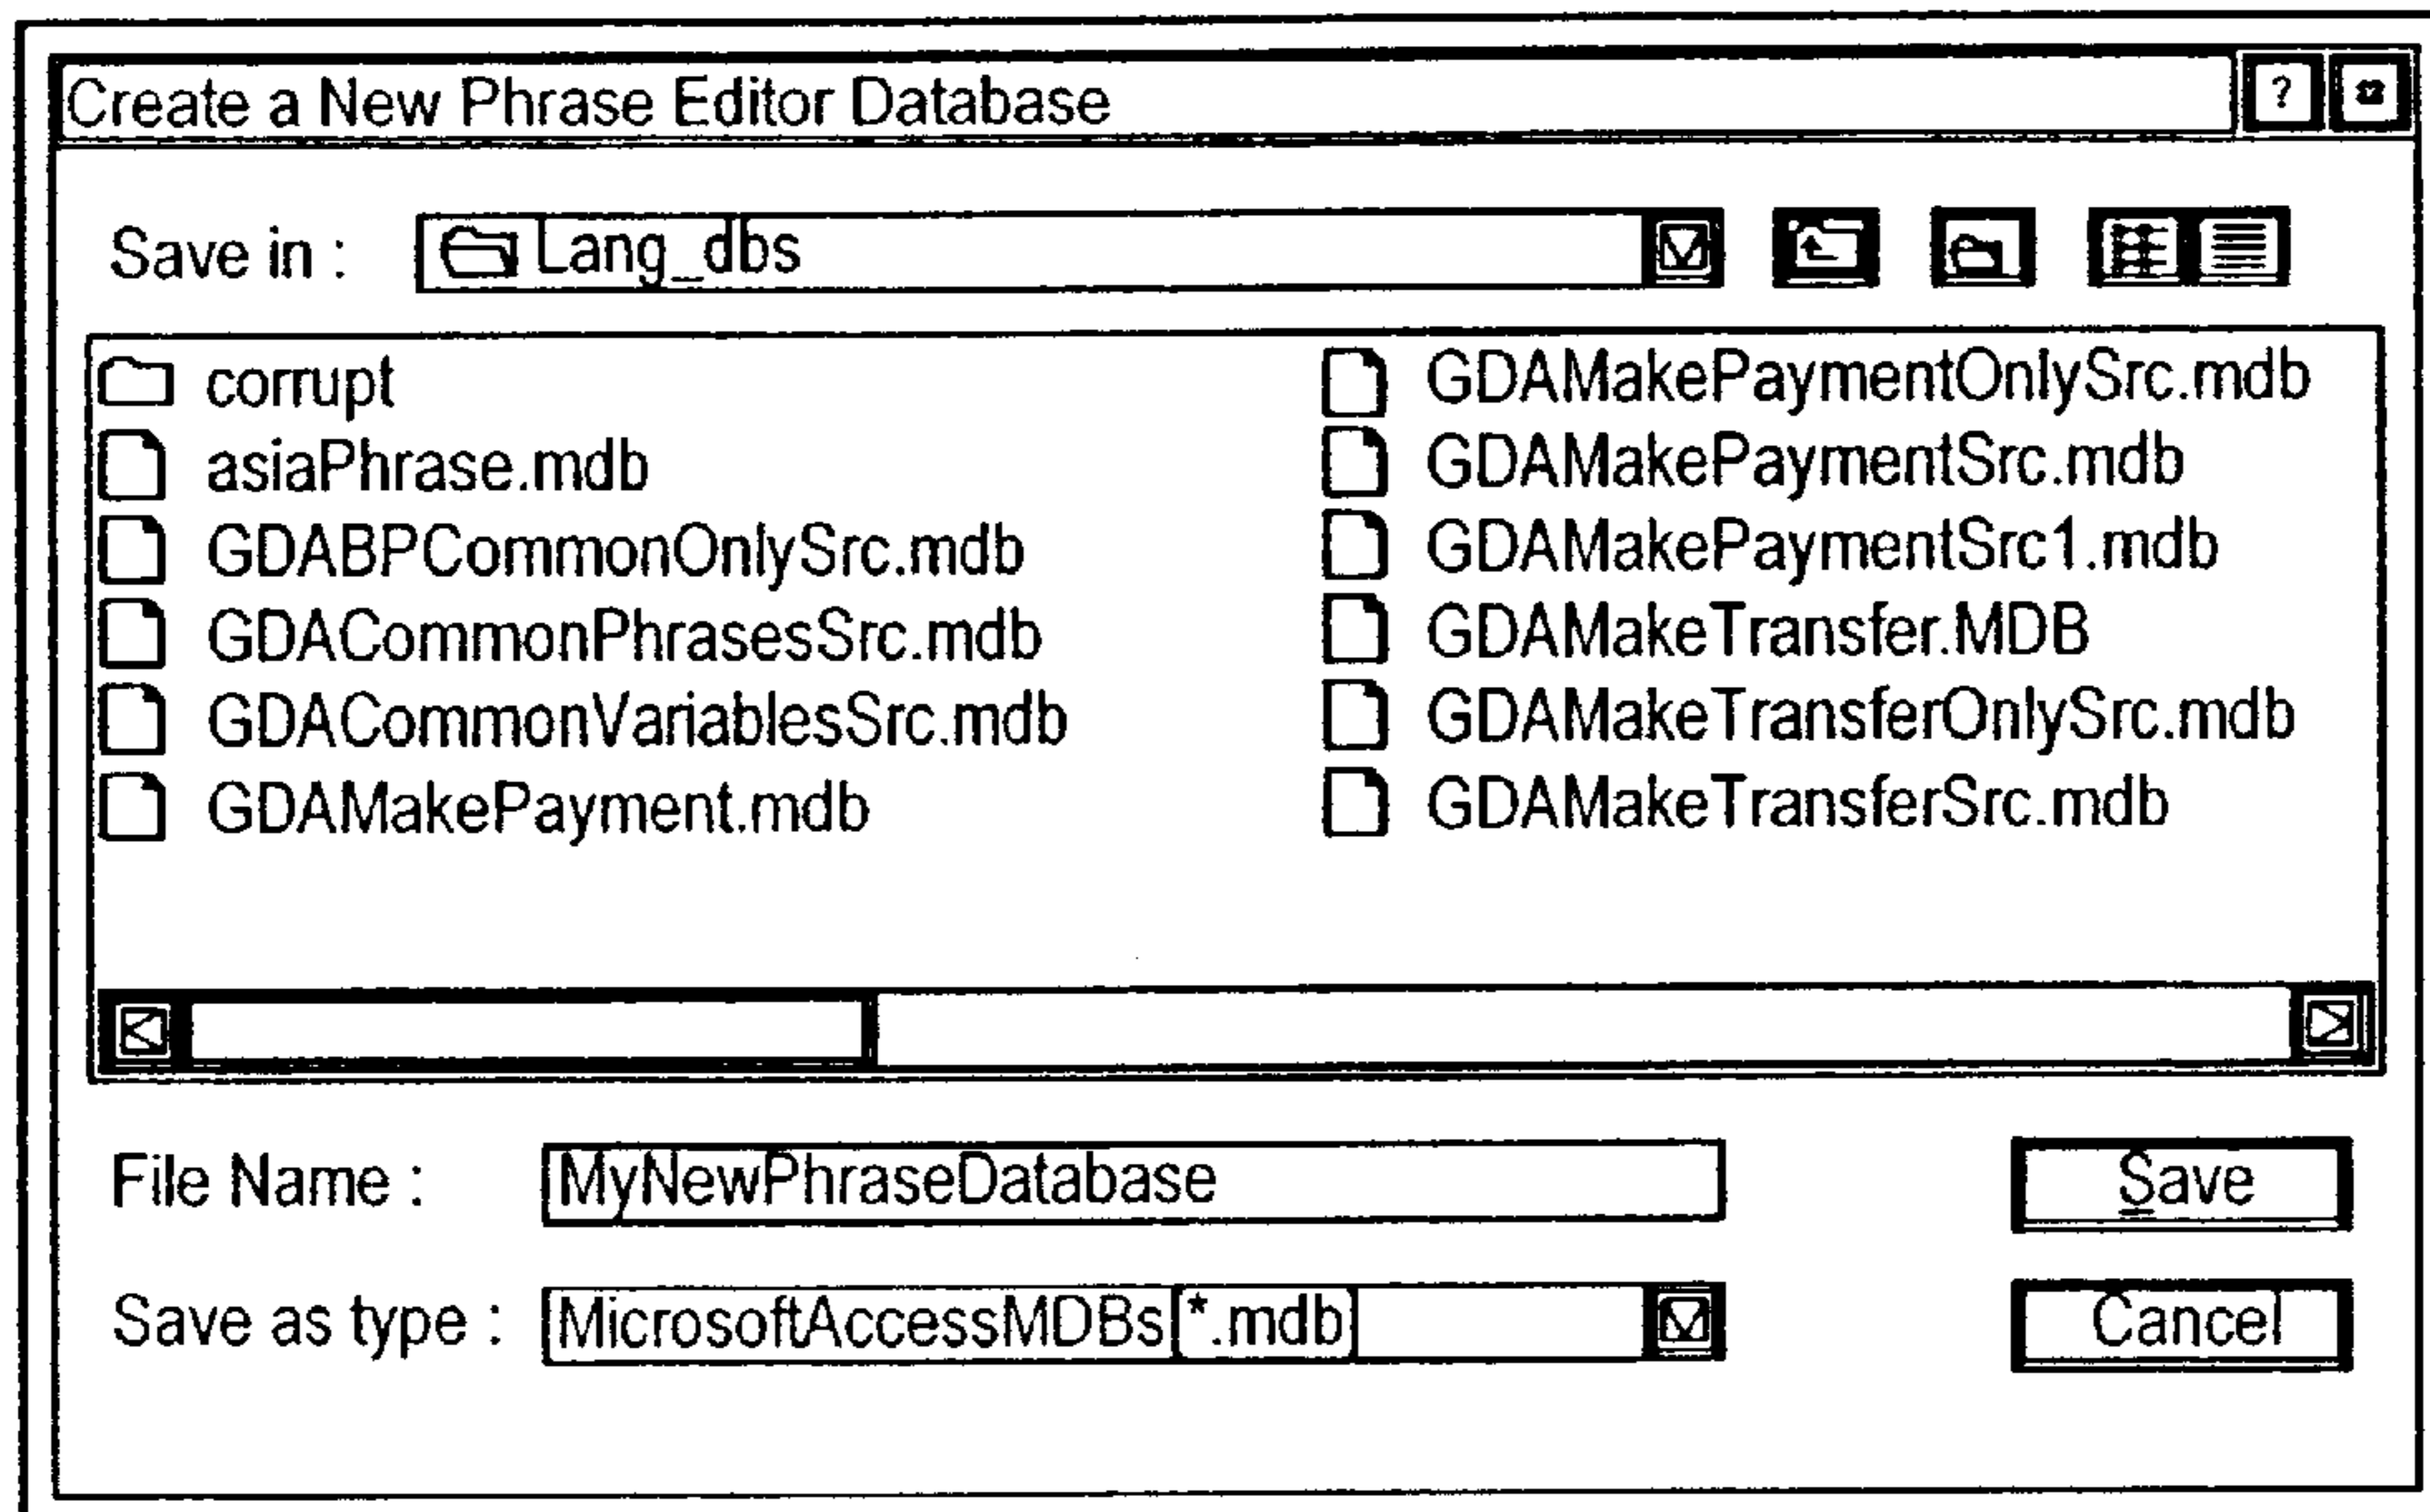 Create a New Phrase Editor Database ?
Save in : Lang_dbs
corrupt
asiaPhrase.mdb
GDABPCommonOnlySrc.mdb
GDACommonPhrasesSrc.mdb
GDACommonVariablesSrc.mdb
GDAMakePayment.mdb
GDAMakePaymentOnlySrc.mdb
GDAMakePaymentSrc.mdb
GDAMakePaymentSrc1.mdb
GDAMakeTransfer.MDB
GDAMakeTransferOnlySrc.mdb
GDAMakeTransferSrc.mdb
File Name : MyNewPhraseDatabase
Save
Save as type : MicrosoftAccessMDBs(*.mdb)
Cancel